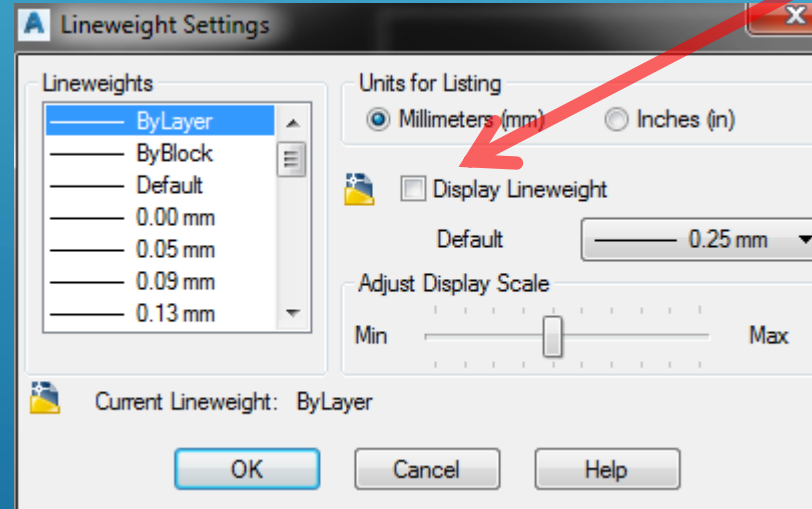 Lineweight Settings
Lineweights
ByLayer
ByBlock
Default
0.00 mm
0.05 mm
0.09 mm
0.13 mm
Units for Listing
Millimeters (mm)
Inches (in)
Display Lineweight
Default
0.25 mm
Adjust Display Scale
Min
Max
Current Lineweight: ByLayer
OK
Cancel
Help